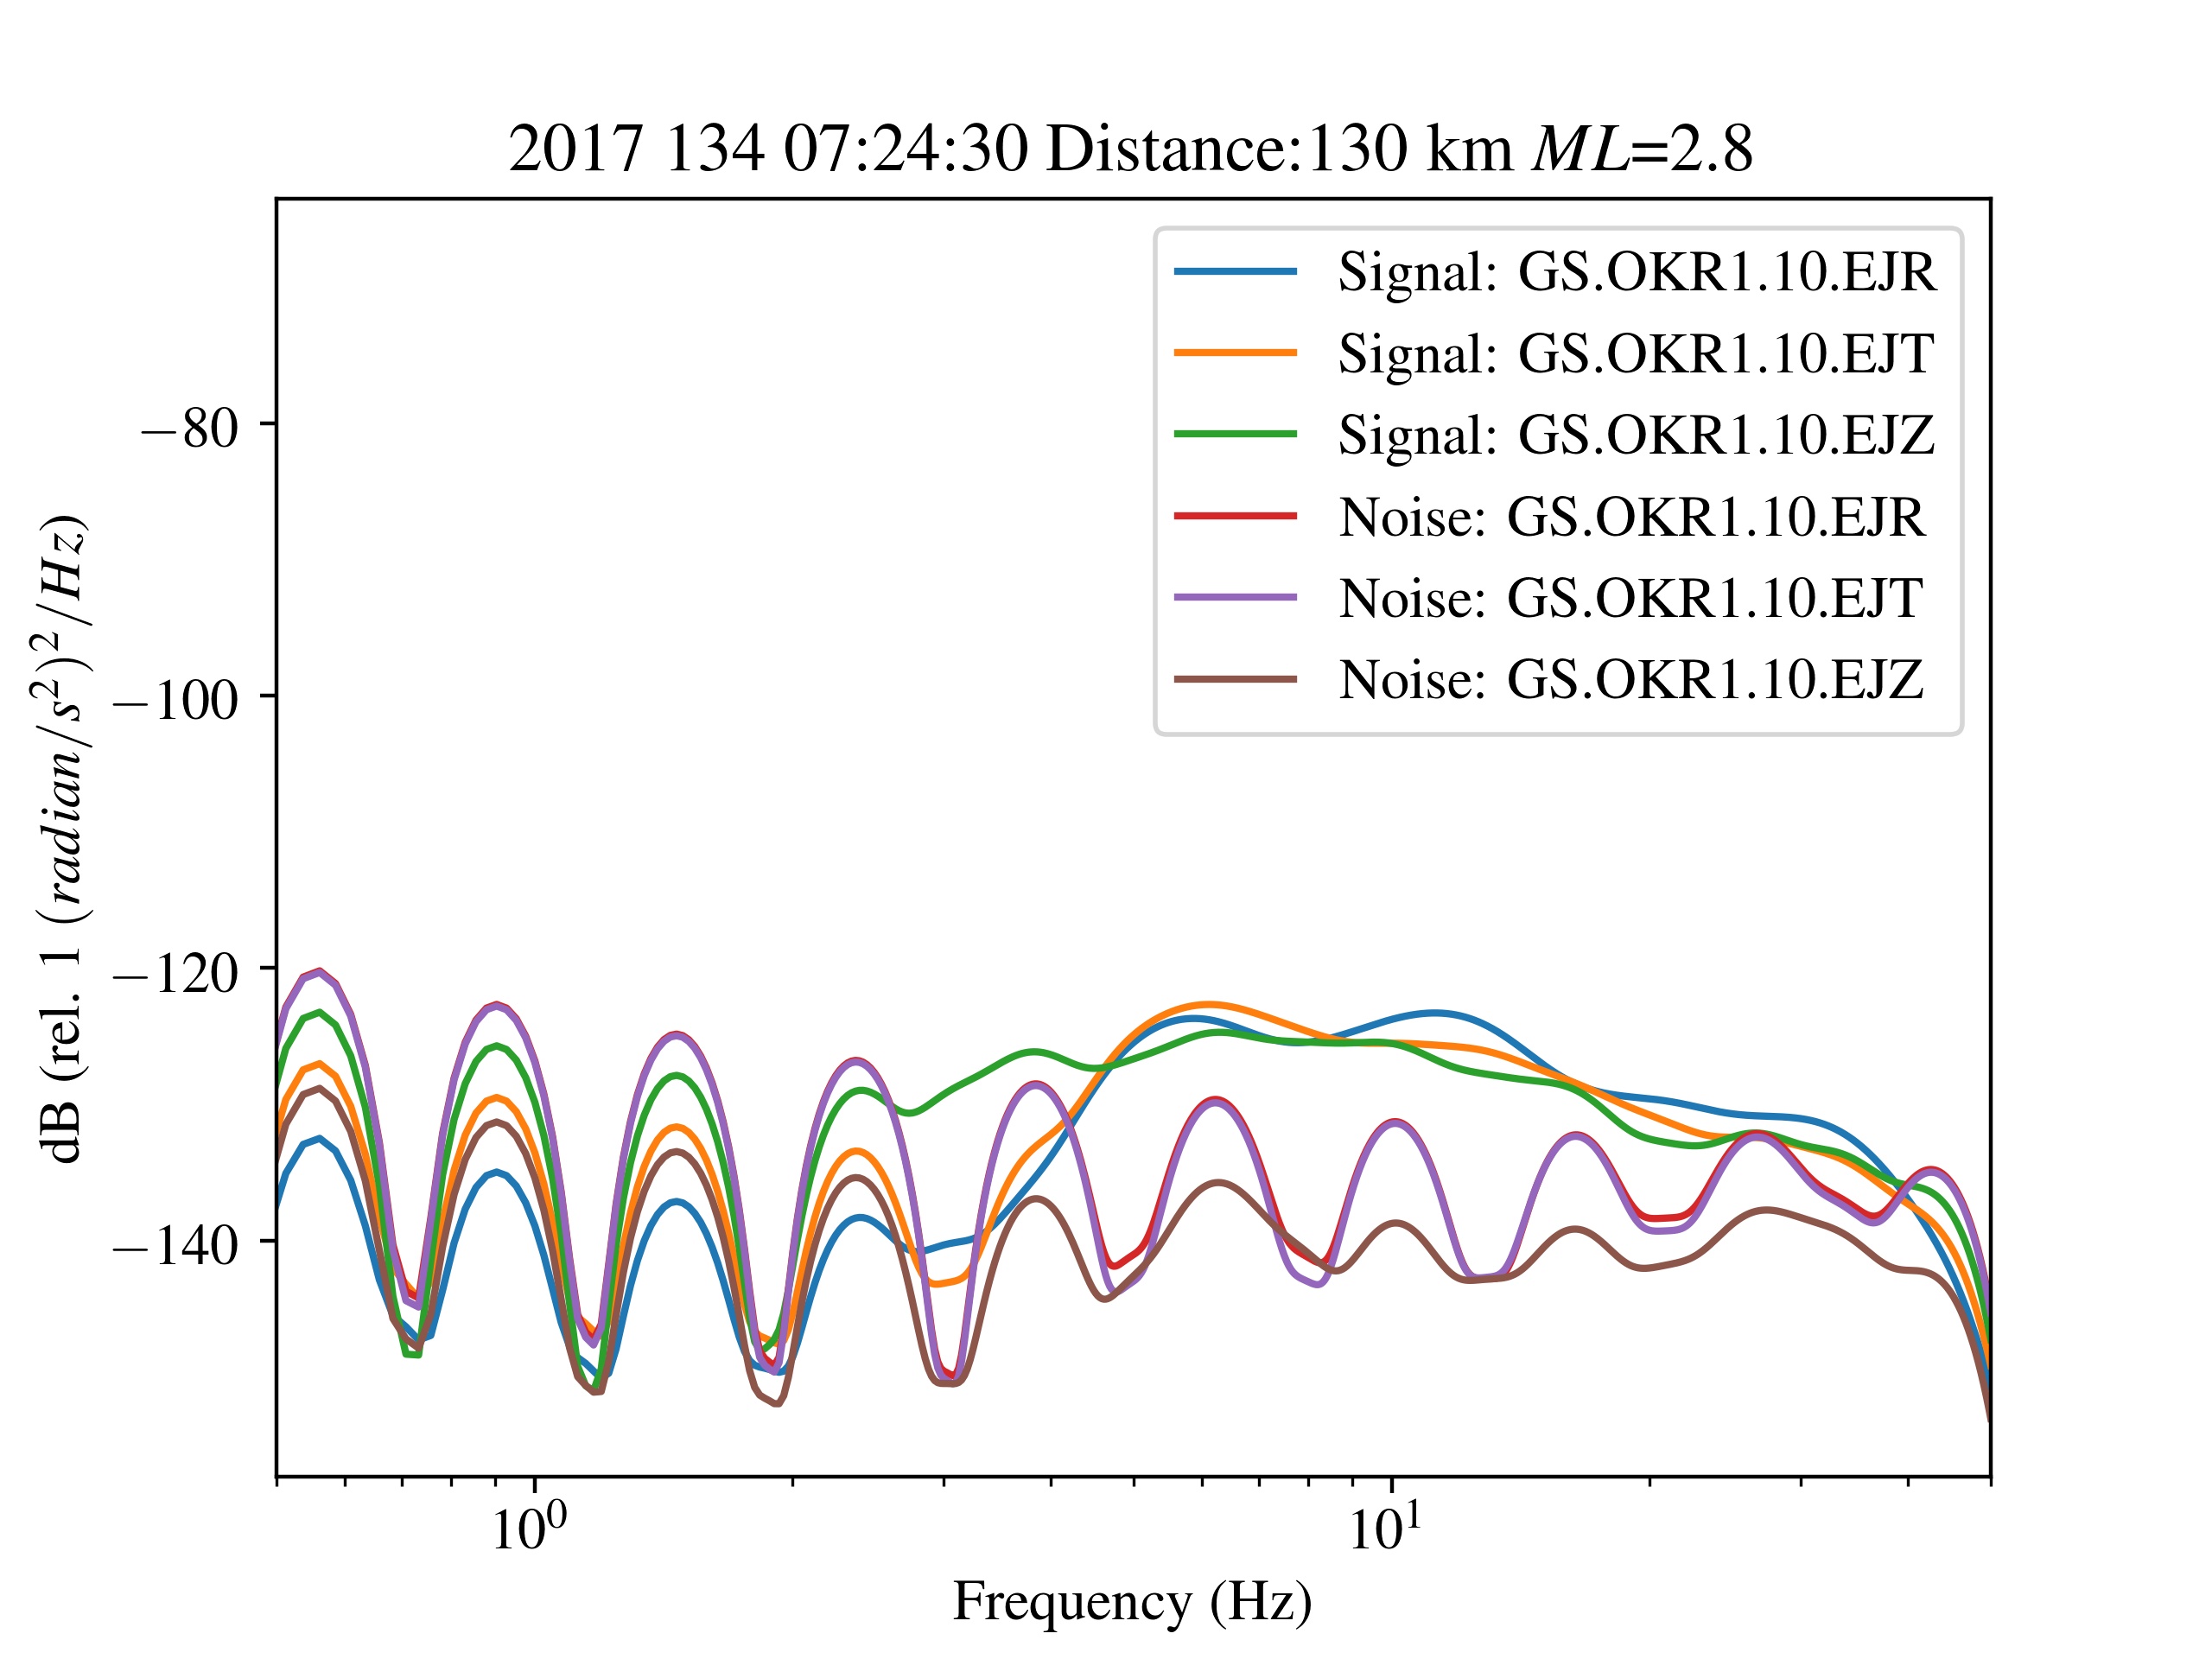 2017 134 07:24:30 Distance:130 km ML=2.8
Signal: GS.OKR1.10.EJR
Signal: GS.OKR1.10.EJT
Signal: GS.OKR1.10.EJZ
Noise: GS.OKR1.10.EJR
Noise: GS.OKR1.10.EJT
Noise: GS.OKR1.10.EJZ
dB (rel. 1 (radian/s²)²/Hz)
−80
−100
−120
−140
10⁰
10¹
Frequency (Hz)